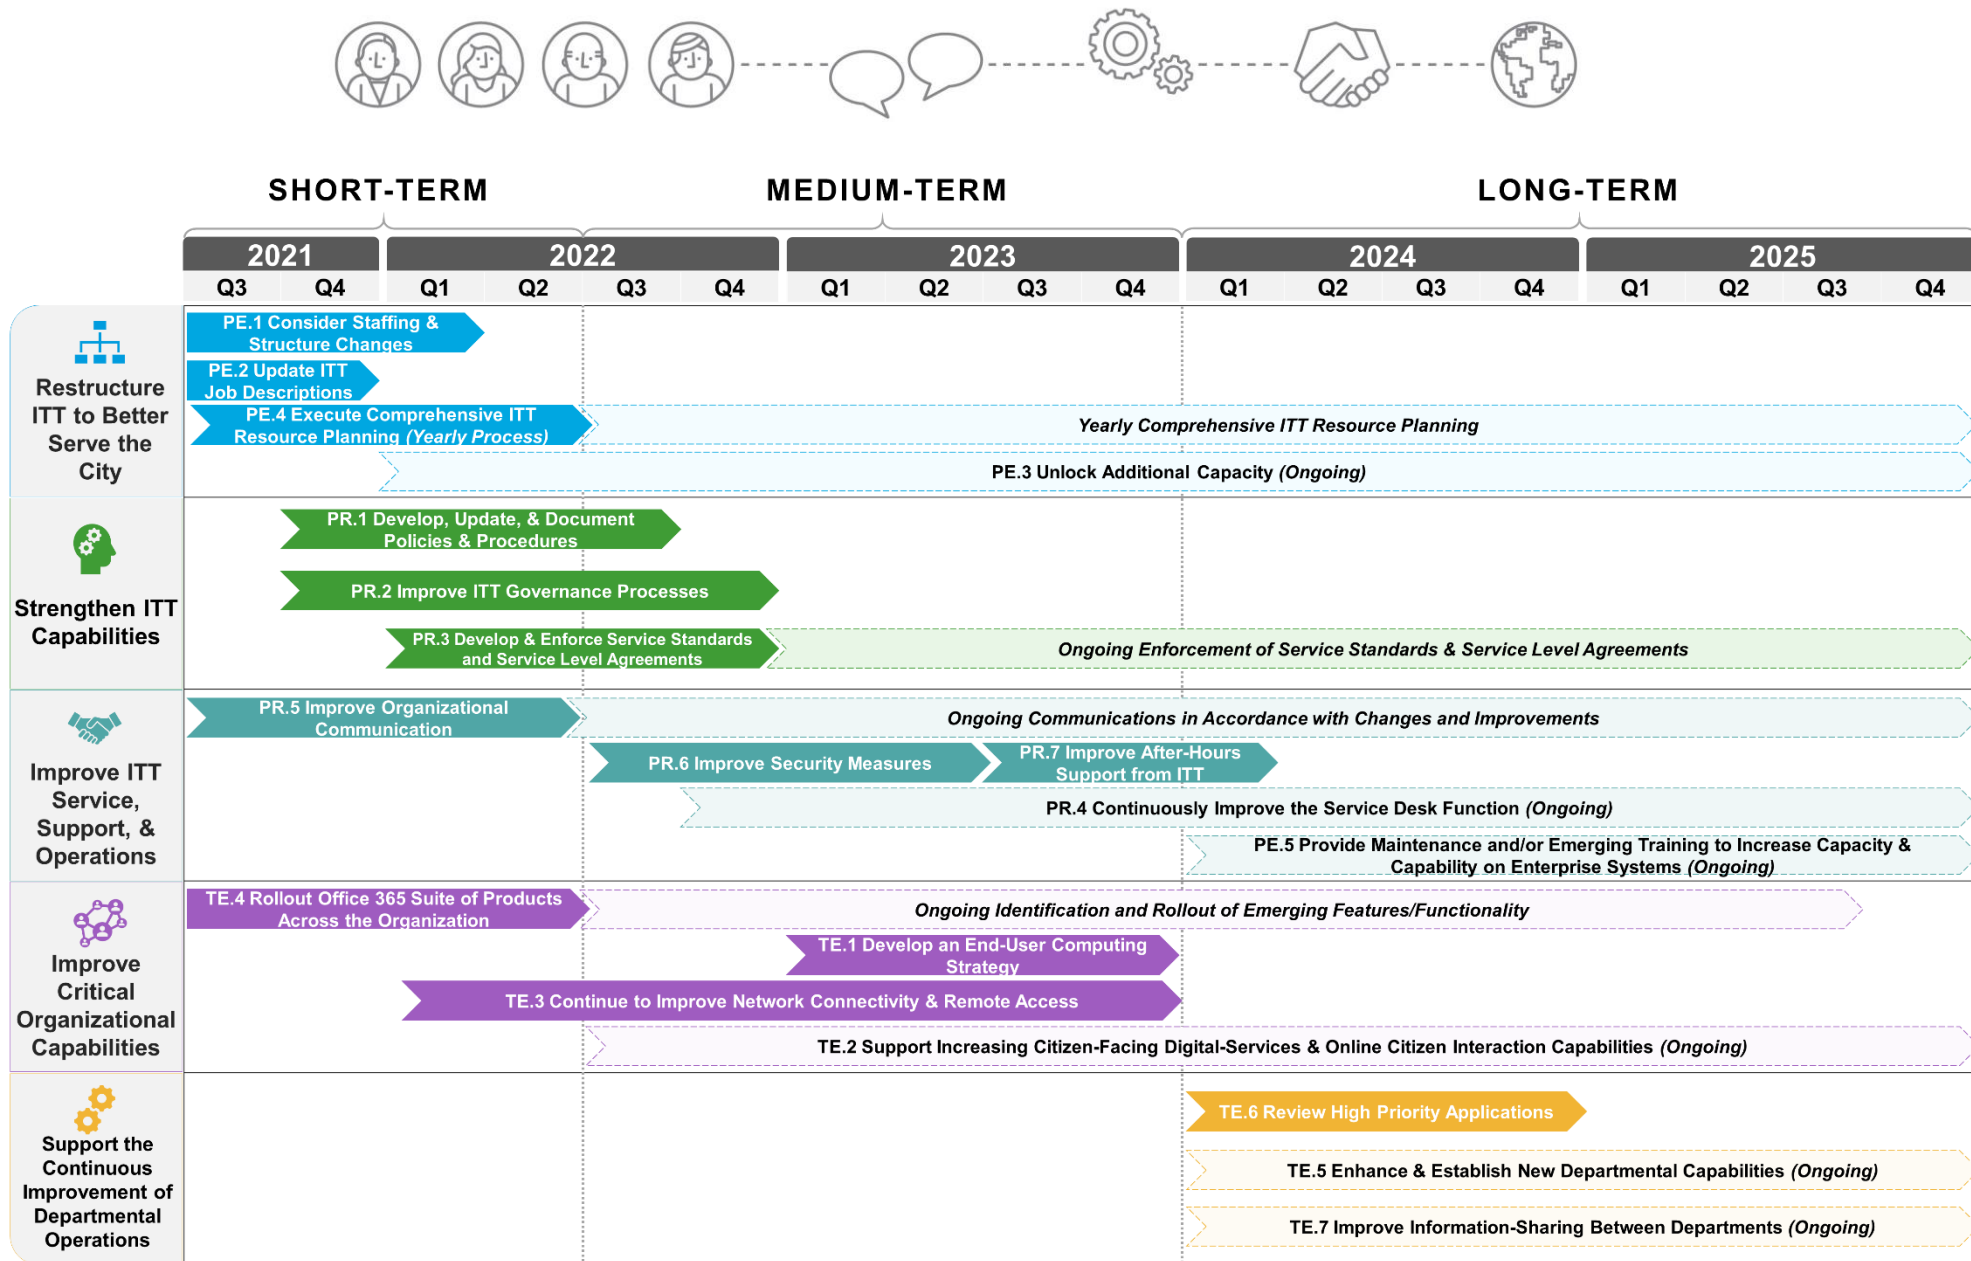 SHORT-TERM
MEDIUM-TERM
LONG-TERM
2021
2022
2023
2024
2025
Q3
Q4
Q1
Q2
Q3
Q4
Q1
Q2
Q3
Q4
Q1
Q2
Q3
Q4
Q1
Q2
Q3
Q4
Restructure
ITT to Better
Serve the
City
PE.1 Consider Staffing &
Structure Changes
PE.2 Update ITT
Job Descriptions
PE.4 Execute Comprehensive ITT
Resource Planning (Yearly Process)
Yearly Comprehensive ITT Resource Planning
PE.3 Unlock Additional Capacity (Ongoing)
Strengthen ITT
Capabilities
PR.1 Develop, Update, & Document
Policies & Procedures
PR.2 Improve ITT Governance Processes
PR.3 Develop & Enforce Service Standards
and Service Level Agreements
Ongoing Enforcement of Service Standards & Service Level Agreements
Improve ITT
Service,
Support, &
Operations
PR.5 Improve Organizational
Communication
Ongoing Communications in Accordance with Changes and Improvements
PR.6 Improve Security Measures
PR.7 Improve After-Hours
Support from ITT
PR.4 Continuously Improve the Service Desk Function (Ongoing)
PE.5 Provide Maintenance and/or Emerging Training to Increase Capacity &
Capability on Enterprise Systems (Ongoing)
Improve
Critical
Organizational
Capabilities
TE.4 Rollout Office 365 Suite of Products
Across the Organization
Ongoing Identification and Rollout of Emerging Features/Functionality
TE.1 Develop an End-User Computing
Strategy
TE.3 Continue to Improve Network Connectivity & Remote Access
TE.2 Support Increasing Citizen-Facing Digital-Services & Online Citizen Interaction Capabilities (Ongoing)
Support the
Continuous
Improvement of
Departmental
Operations
TE.6 Review High Priority Applications
TE.5 Enhance & Establish New Departmental Capabilities (Ongoing)
TE.7 Improve Information-Sharing Between Departments (Ongoing)